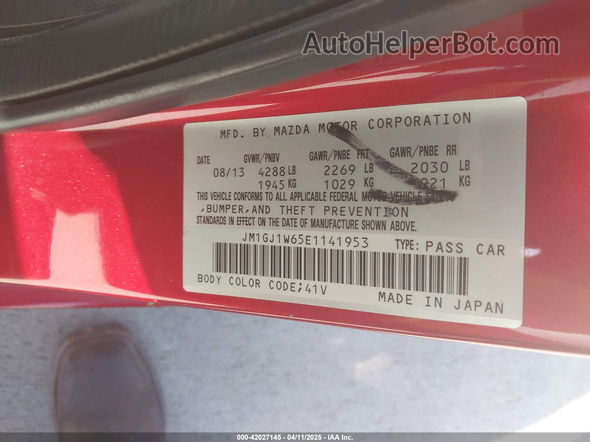 AutoHelperBot.com
MFD. BY MAZDA MOTOR CORPORATION
DATE GVWR/PNBV GAWR/PNBE FRT GAWR/PNBE RR
08/13 4288 LB 2269 LB 2030 LB
1945 KG 1029 KG 921 KG
THIS VEHICLE CONFORMS TO ALL APPLICABLE FEDERAL MOTOR VEHICLE
,BUMPER,AND THEFT PREVENTION
STANDARDS IN EFFECT ON THE DATE OF MANUFACTURE SHOWN ABOVE.
JM1GJ1W65E1141953 TYPE: PASS CAR
BODY COLOR CODE;41V
MADE IN JAPAN
000-42027145 - 04/11/2025 - IAA Inc.